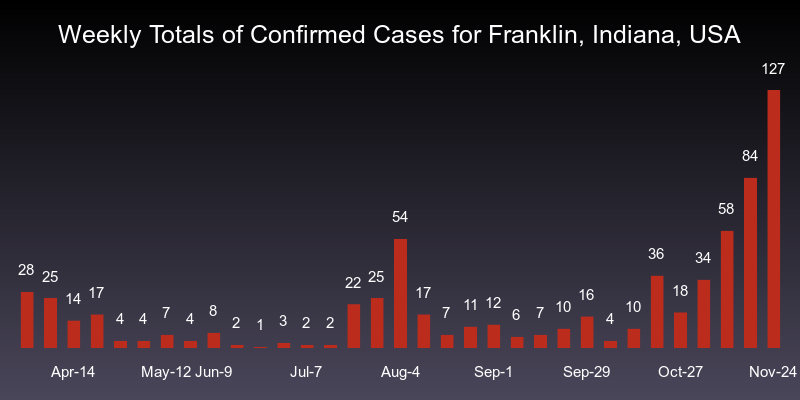 Weekly Totals of Confirmed Cases for Franklin, Indiana, USA
28 25 14 17 4 4 7 4 8 2 1 3 2 2 22 25 54 17 7 11 12 6 7 10 16 4 10 36 18 34 58 84 127
Apr-14 May-12 Jun-9 Jul-7 Aug-4 Sep-1 Sep-29 Oct-27 Nov-24